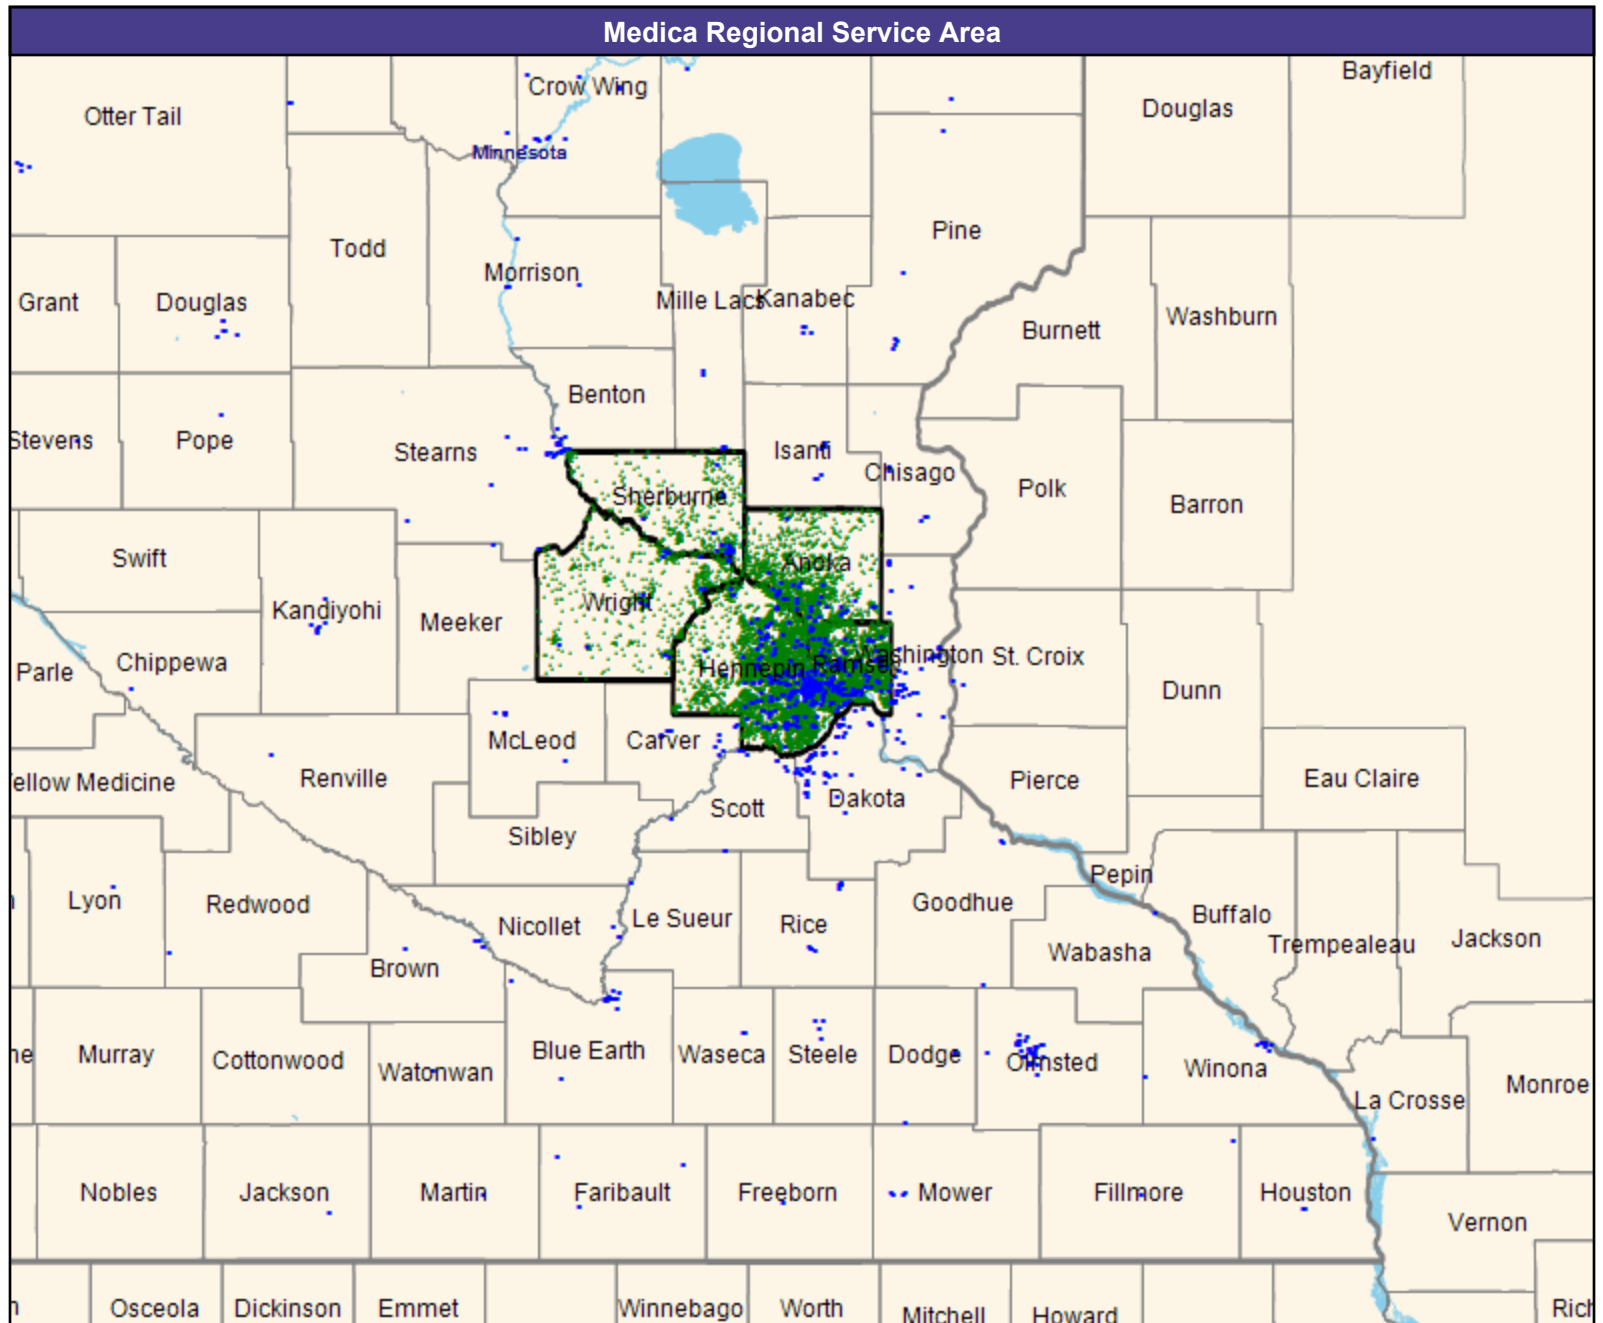 Medica Regional Service Area
Bayfield
Crow Wing
Otter Tail
Douglas
Minnesota
Pine
Todd
Morrison
Grant
Douglas
Mille Lacs
Kanabec
Washburn
Burnett
Benton
Stevens
Pope
Stearns
Isanti
Chisago
Polk
Sherburne
Barron
Swift
Anoka
Kandiyohi
Wright
Meeker
Hennepin
Ramsey
Washington
St. Croix
Chippewa
Parle
Dunn
McLeod
Carver
Renville
Pierce
Eau Claire
ellow Medicine
Dakota
Scott
Sibley
Pepin
Lyon
Redwood
Goodhue
Buffalo
Le Sueur
Nicollet
Rice
Trempealeau
Jackson
Wabasha
Brown
ne
Murray
Cottonwood
Watonwan
Blue Earth
Waseca
Steele
Dodge
Olmsted
Winona
Monroe
La Crosse
Nobles
Jackson
Martin
Faribault
Freeborn
Mower
Fillmore
Houston
Vernon
n
Osceola
Dickinson
Emmet
Winnebago
Worth
Mitchell
Howard
Rich